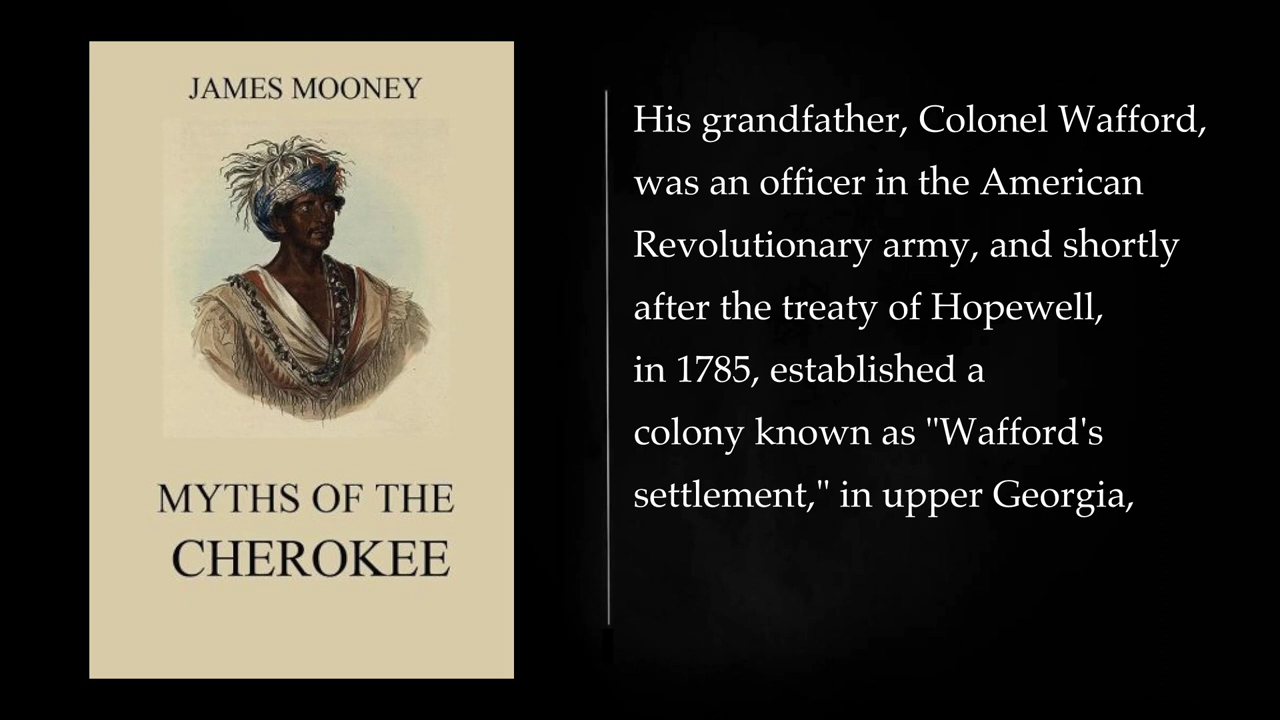 JAMES MOONEY
MYTHS OF THE
CHEROKEE
His grandfather, Colonel Wafford,
was an officer in the American
Revolutionary army, and shortly
after the treaty of Hopewell,
in 1785, established a
colony known as "Wafford's
settlement," in upper Georgia,